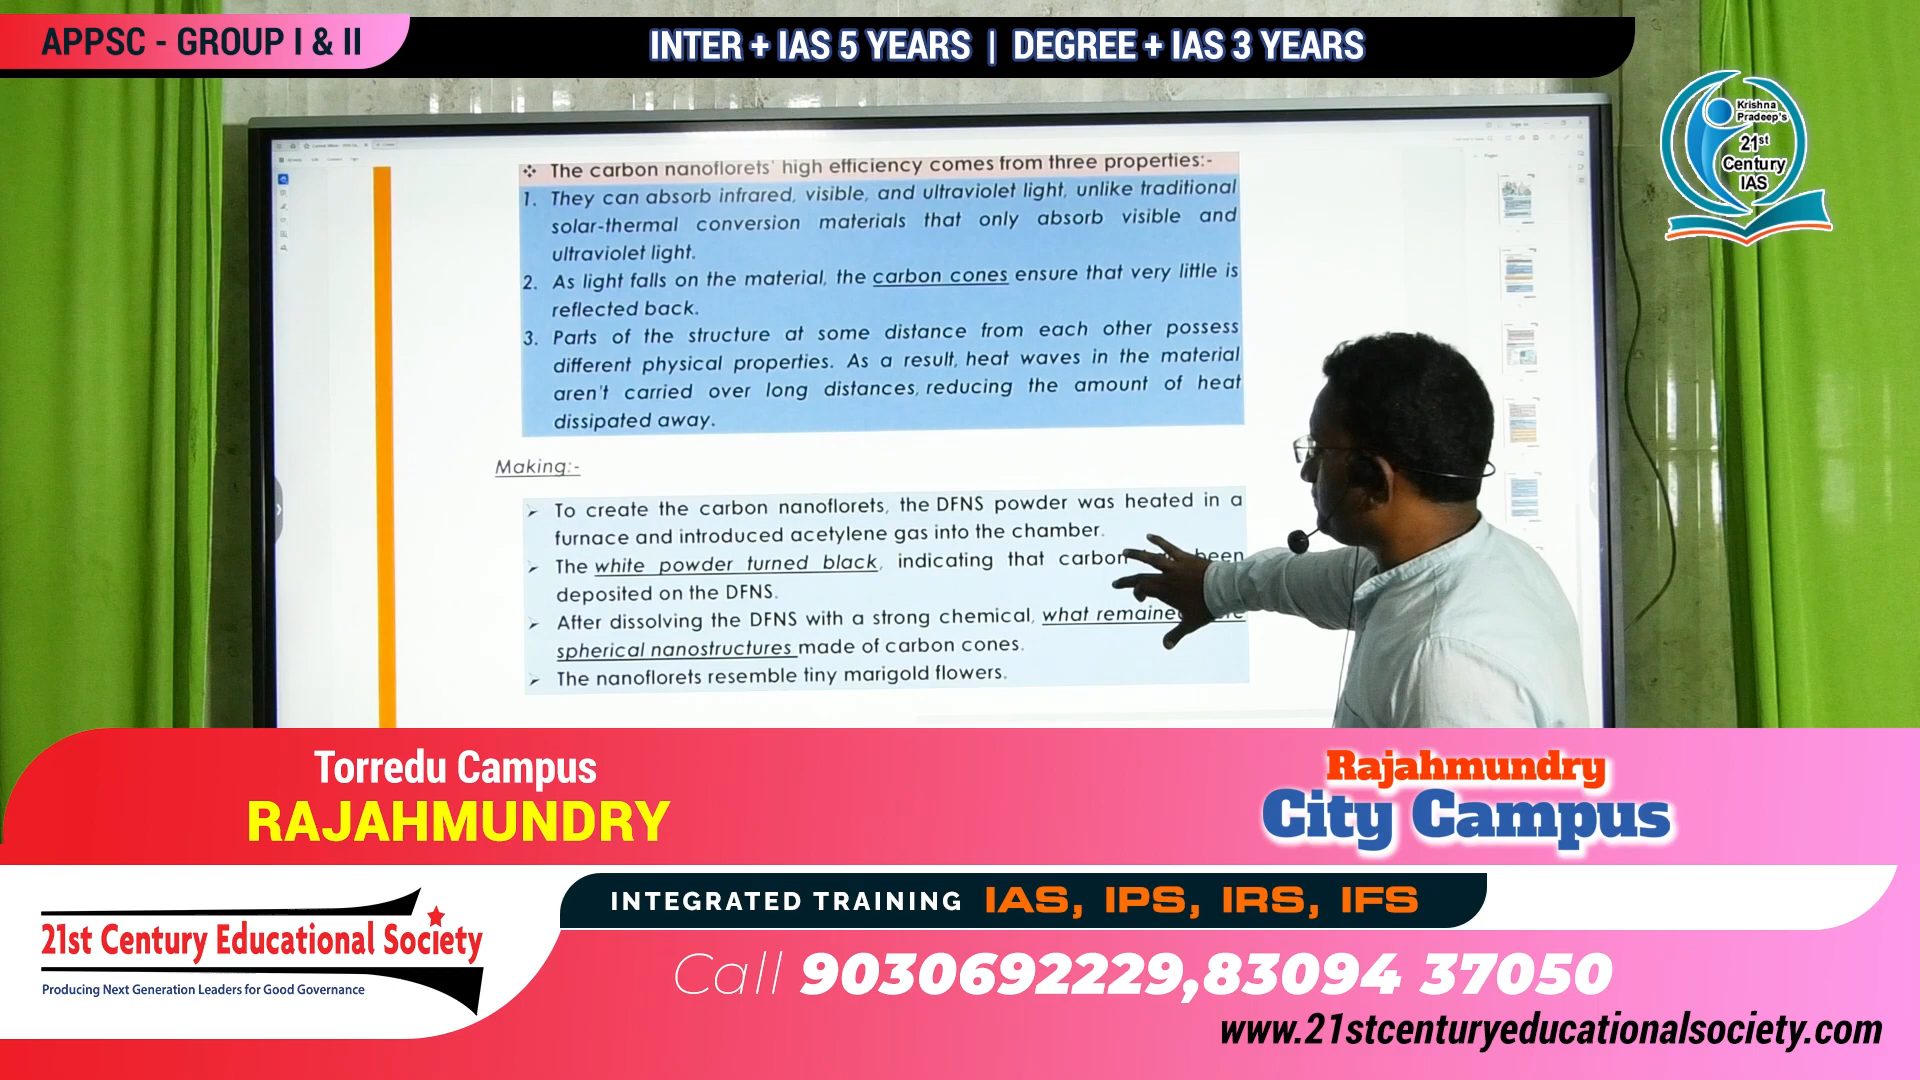 APPSC - GROUP I & II
INTER + IAS 5 YEARS | DEGREE + IAS 3 YEARS
Krishna
Pradeep's
21st
Century
IAS
❖ The carbon nanoflorets' high efficiency comes from three properties:-
1. They can absorb infrared, visible, and ultraviolet light, unlike traditional
solar-thermal conversion materials that only absorb visible and
ultraviolet light.
2. As light falls on the material, the carbon cones ensure that very little is
reflected back.
3. Parts of the structure at some distance from each other possess
different physical properties. As a result, heat waves in the material
aren't carried over long distances, reducing the amount of heat
dissipated away.
Making:-
➢ To create the carbon nanoflorets, the DFNS powder was heated in a
furnace and introduced acetylene gas into the chamber.
➢ The white powder turned black, indicating that carbon been
deposited on the DFNS.
➢ After dissolving the DFNS with a strong chemical, what remained
spherical nanostructures made of carbon cones.
➢ The nanoflorets resemble tiny marigold flowers.
Torredu Campus
RAJAHMUNDRY
Rajahmundry
City Campus
INTEGRATED TRAINING IAS, IPS, IRS, IFS
21st Century Educational Society
Producing Next Generation Leaders for Good Governance
Call 9030692229,83094 37050
www.21stcenturyeducationalsociety.com